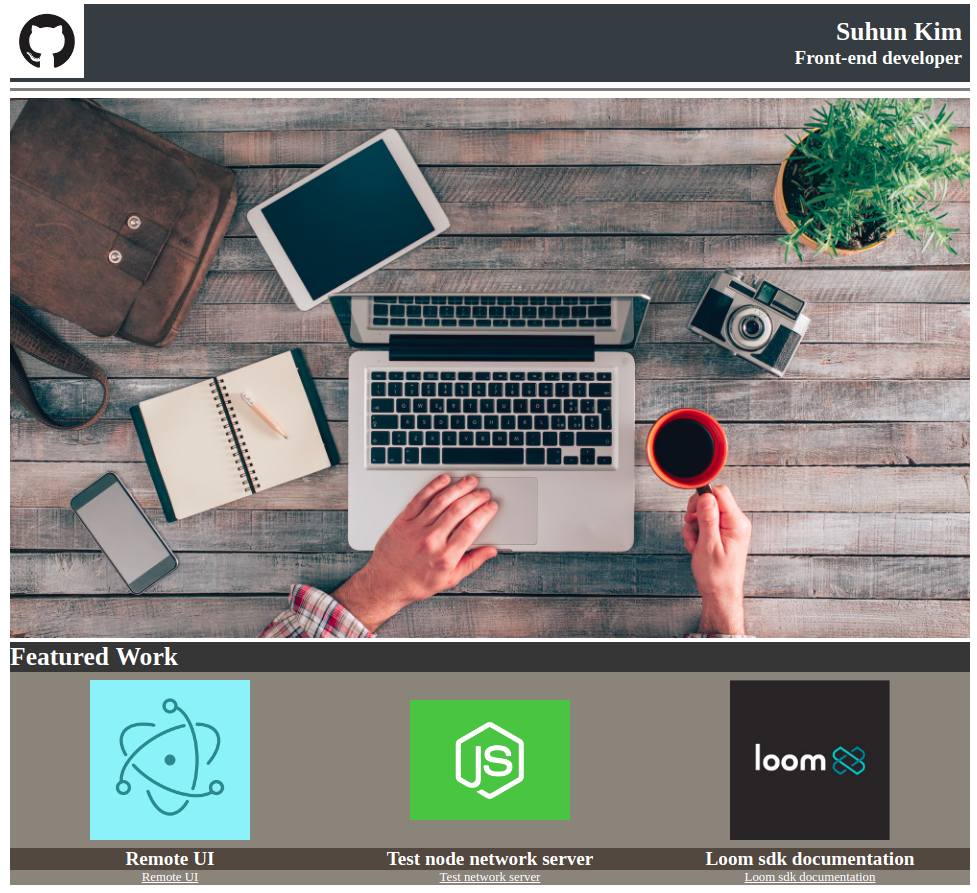 Suhun Kim
Front-end developer
Featured Work
JS
loom
Remote UI
Test node network server
Loom sdk documentation
Remote UI
Test network server
Loom sdk documentation